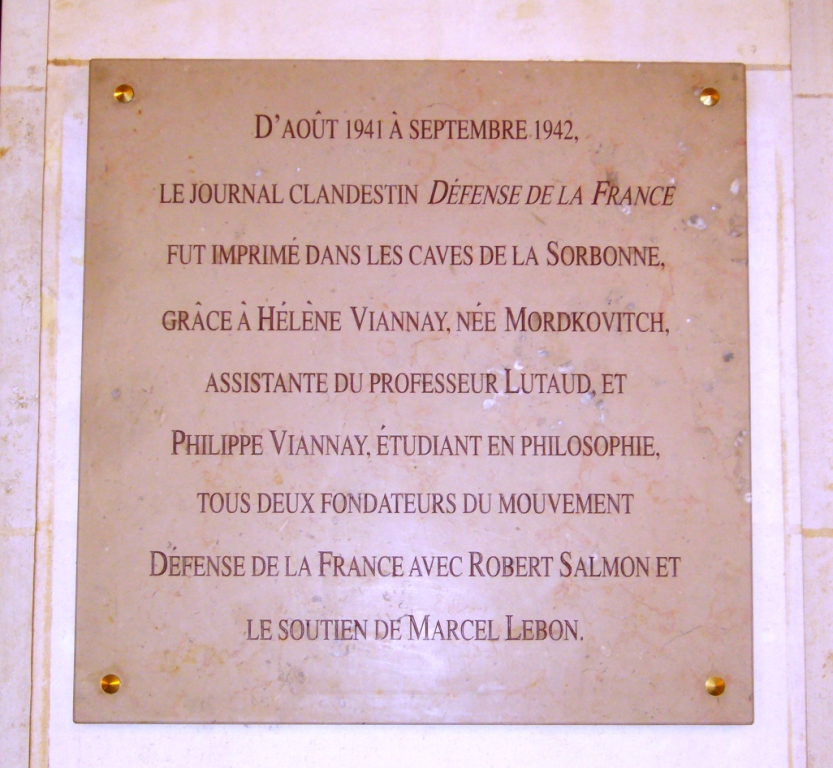 D'AOÛT 1941 À SEPTEMBRE 1942,
LE JOURNAL CLANDESTIN DÉFENSE DE LA FRANCE
FUT IMPRIMÉ DANS LES CAVES DE LA SORBONNE,
GRÂCE À HÉLÈNE VIANNAY, NÉE MORDKOVITCH,
ASSISTANTE DU PROFESSEUR LUTAUD, ET
PHILIPPE VIANNAY, ÉTUDIANT EN PHILOSOPHIE,
TOUS DEUX FONDATEURS DU MOUVEMENT
DÉFENSE DE LA FRANCE AVEC ROBERT SALMON ET
LE SOUTIEN DE MARCEL LEBON.